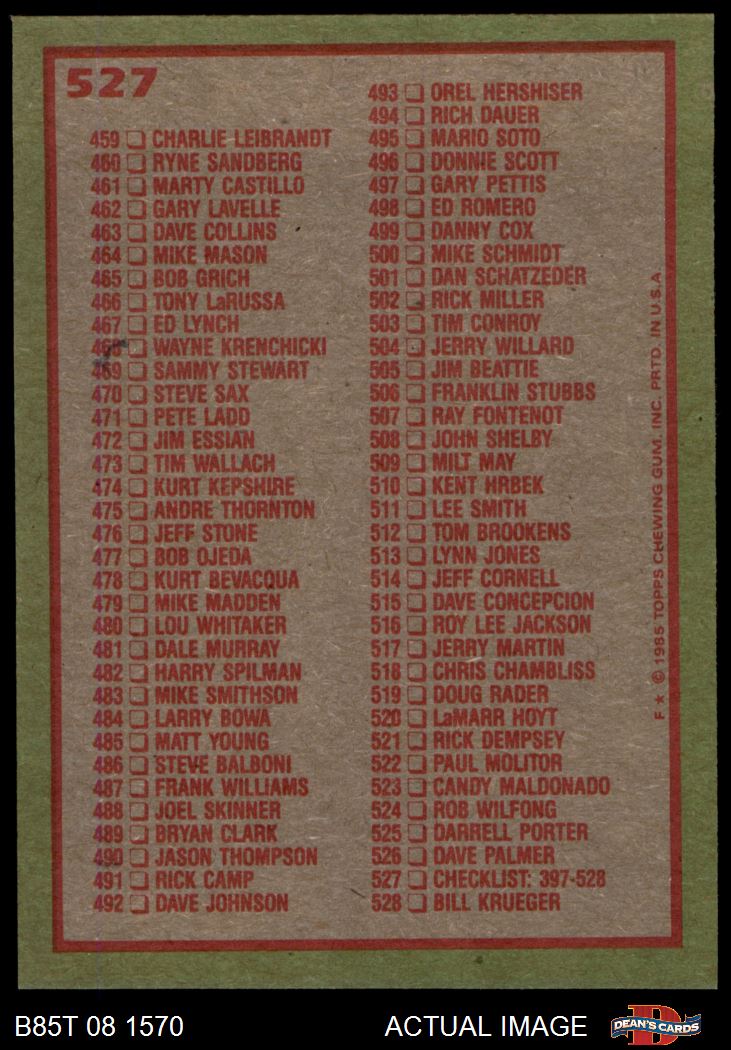 527
459 CHARLIE LEIBRANDT
460 RYNE SANDBERG
461 MARTY CASTILLO
462 GARY LAVELLE
463 DAVE COLLINS
464 MIKE MASON
465 BOB GRICH
466 TONY LaRUSSA
467 ED LYNCH
468 WAYNE KRENCHICKI
469 SAMMY STEWART
470 STEVE SAX
471 PETE LADD
472 JIM ESSIAN
473 TIM WALLACH
474 KURT KEPSHIRE
475 ANDRE THORNTON
476 JEFF STONE
477 BOB OJEDA
478 KURT BEVACQUA
479 MIKE MADDEN
480 LOU WHITAKER
481 DALE MURRAY
482 HARRY SPILMAN
483 MIKE SMITHSON
484 LARRY BOWA
485 MATT YOUNG
486 STEVE BALBONI
487 FRANK WILLIAMS
488 JOEL SKINNER
489 BRYAN CLARK
490 JASON THOMPSON
491 RICK CAMP
492 DAVE JOHNSON
493 OREL HERSHISER
494 RICH DAUER
495 MARIO SOTO
496 DONNIE SCOTT
497 GARY PETTIS
498 ED ROMERO
499 DANNY COX
500 MIKE SCHMIDT
501 DAN SCHATZEDER
502 RICK MILLER
503 TIM CONROY
504 JERRY WILLARD
505 JIM BEATTIE
506 FRANKLIN STUBBS
507 RAY FONTENOT
508 JOHN SHELBY
509 MILT MAY
510 KENT HRBEK
511 LEE SMITH
512 TOM BROOKENS
513 LYNN JONES
514 JEFF CORNELL
515 DAVE CONCEPCION
516 ROY LEE JACKSON
517 JERRY MARTIN
518 CHRIS CHAMBLISS
519 DOUG RADER
520 LaMARR HOYT
521 RICK DEMPSEY
522 PAUL MOLITOR
523 CANDY MALDONADO
524 ROB WILFONG
525 DARRELL PORTER
526 DAVE PALMER
527 CHECKLIST: 397-528
528 BILL KRUEGER
F ★ © 1985 TOPPS CHEWING GUM, INC. PRTD. IN U.S.A.
B85T 08 1570
ACTUAL IMAGE
DEAN'S CARDS